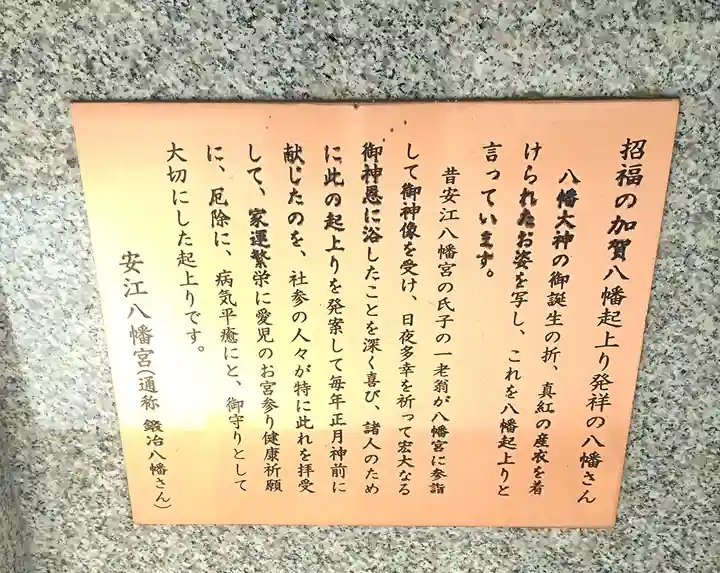 招福の加賀八幡起上り発祥の八幡さん
八幡大神の御誕生の折、真紅の産衣を着
けられたお姿を写し、これを八幡起上りと
言っています。
昔安江八幡宮の氏子の一老翁が八幡宮に参詣
して御神像を受け、日夜多幸を祈って宏大なる
御神恩に浴したことを深く喜び、諸人のため
に此の起上りを発案して毎年正月神前に
献じたのを、社参の人々が特に此れを拝受
して、家運繁栄に愛児のお宮参り健康祈願
に、厄除に、病気平癒にと、御守りとして
大切にした起上りです。
安江八幡宮(通称 鍛冶八幡さん)